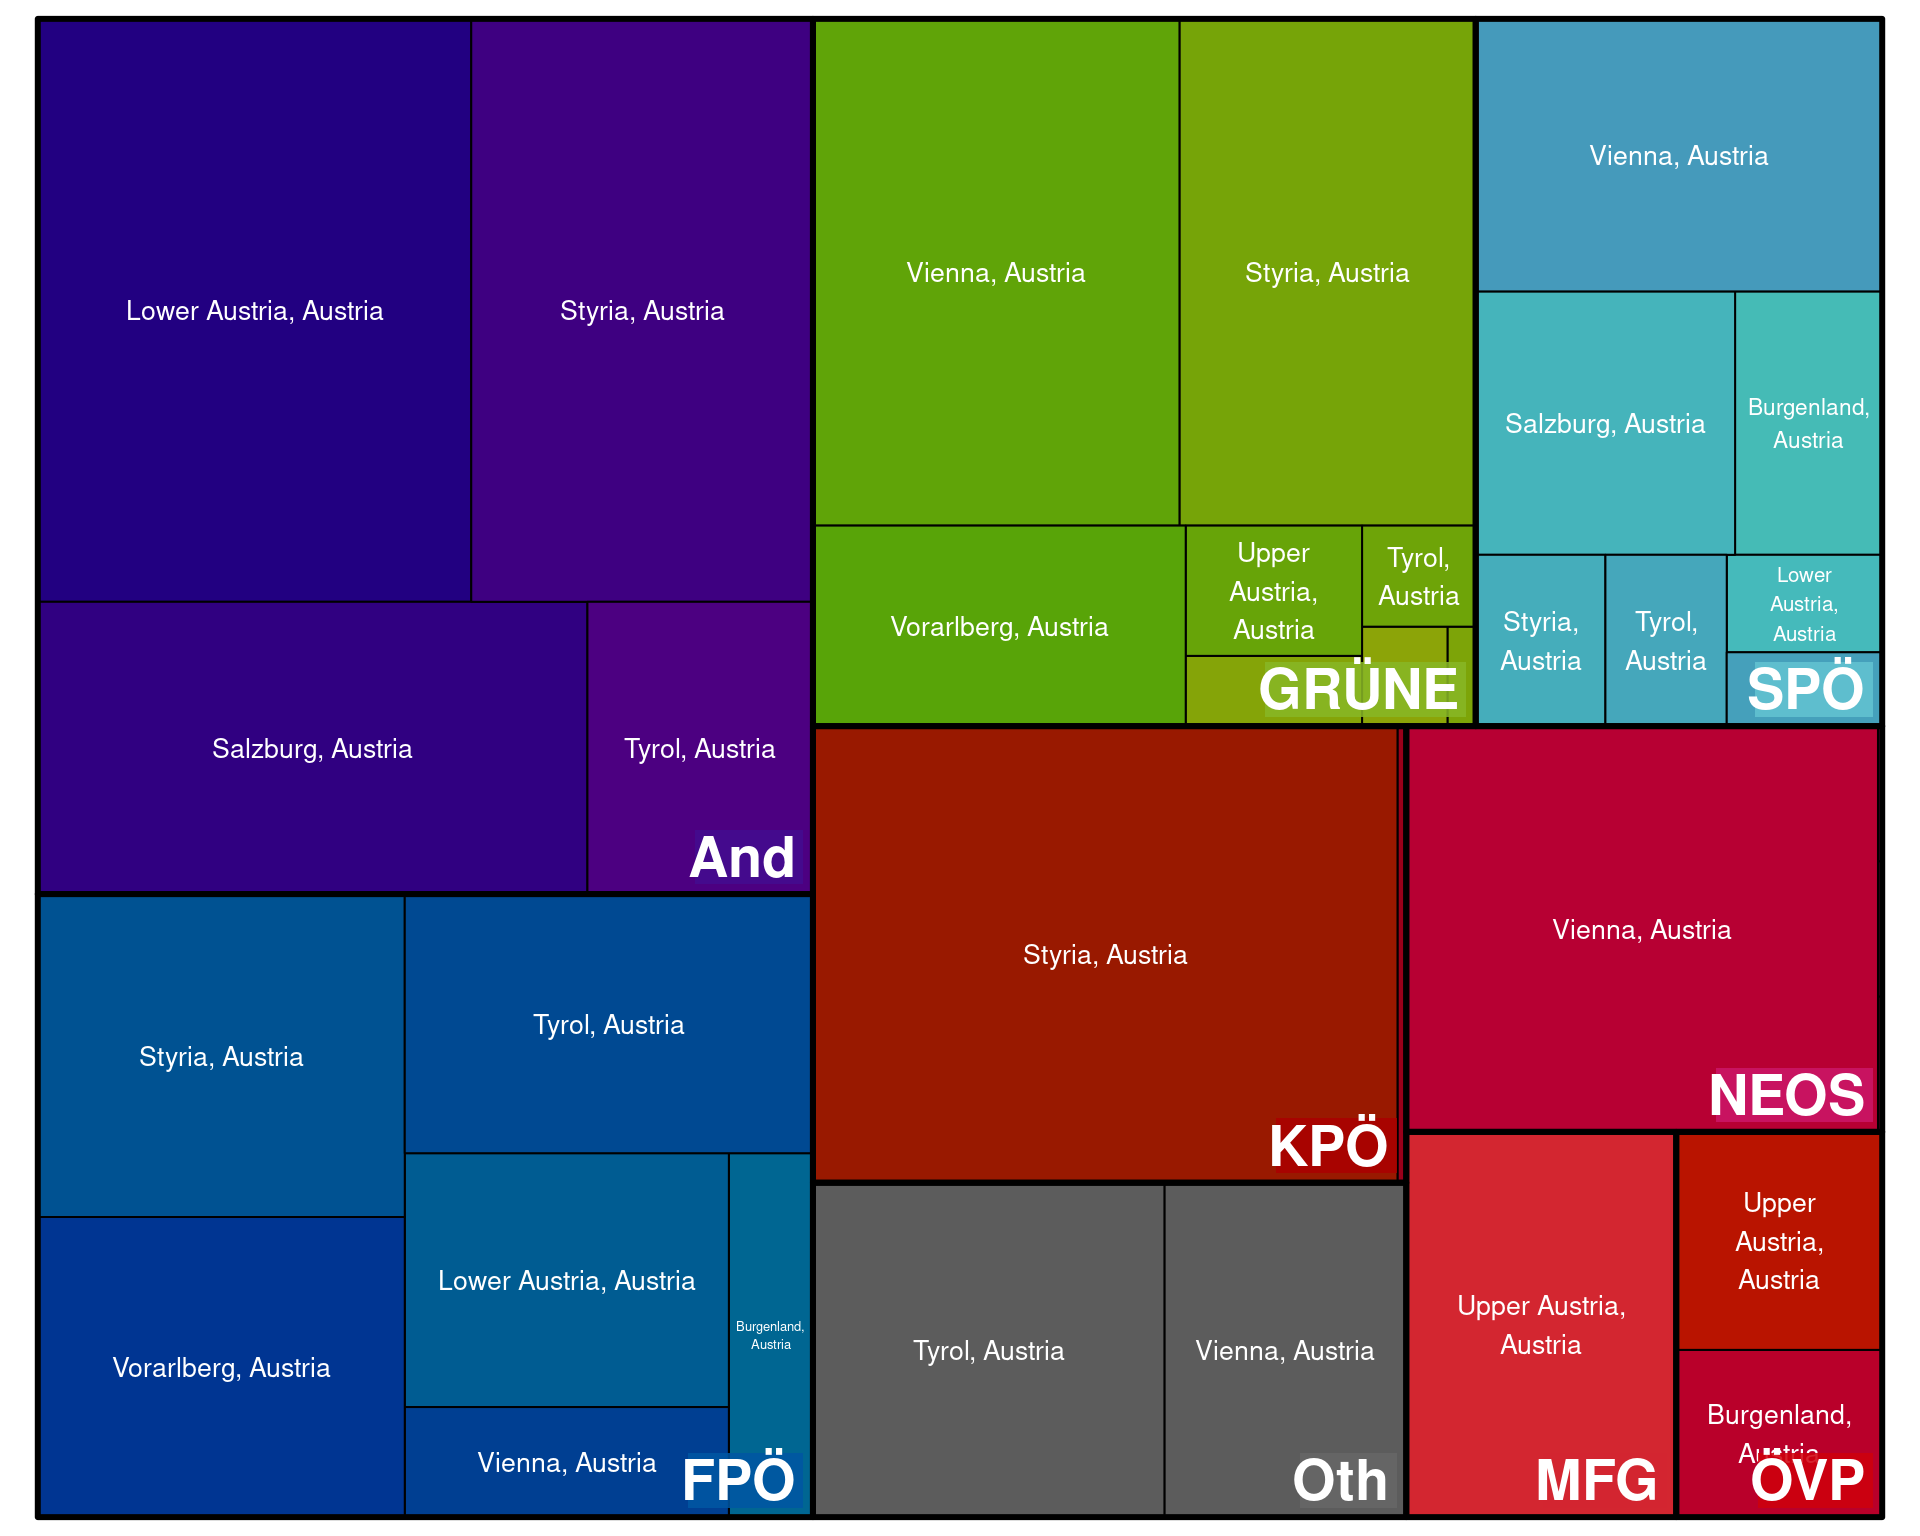 Lower Austria, Austria
Styria, Austria
Salzburg, Austria
Tyrol, Austria
And
Styria, Austria
Tyrol, Austria
Vorarlberg, Austria
Lower Austria, Austria
Burgenland,
Austria
Vienna, Austria
FPÖ
Vienna, Austria
Styria, Austria
Vorarlberg, Austria
Upper
Austria,
Austria
Tyrol,
Austria
GRÜNE
Vienna, Austria
Salzburg, Austria
Burgenland,
Austria
Styria,
Austria
Tyrol,
Austria
Lower
Austria,
Austria
SPÖ
Styria, Austria
KPÖ
Vienna, Austria
NEOS
Tyrol, Austria
Vienna, Austria
Oth
Upper Austria,
Austria
MFG
Upper
Austria,
Austria
Burgenland,
Austria
ÖVP